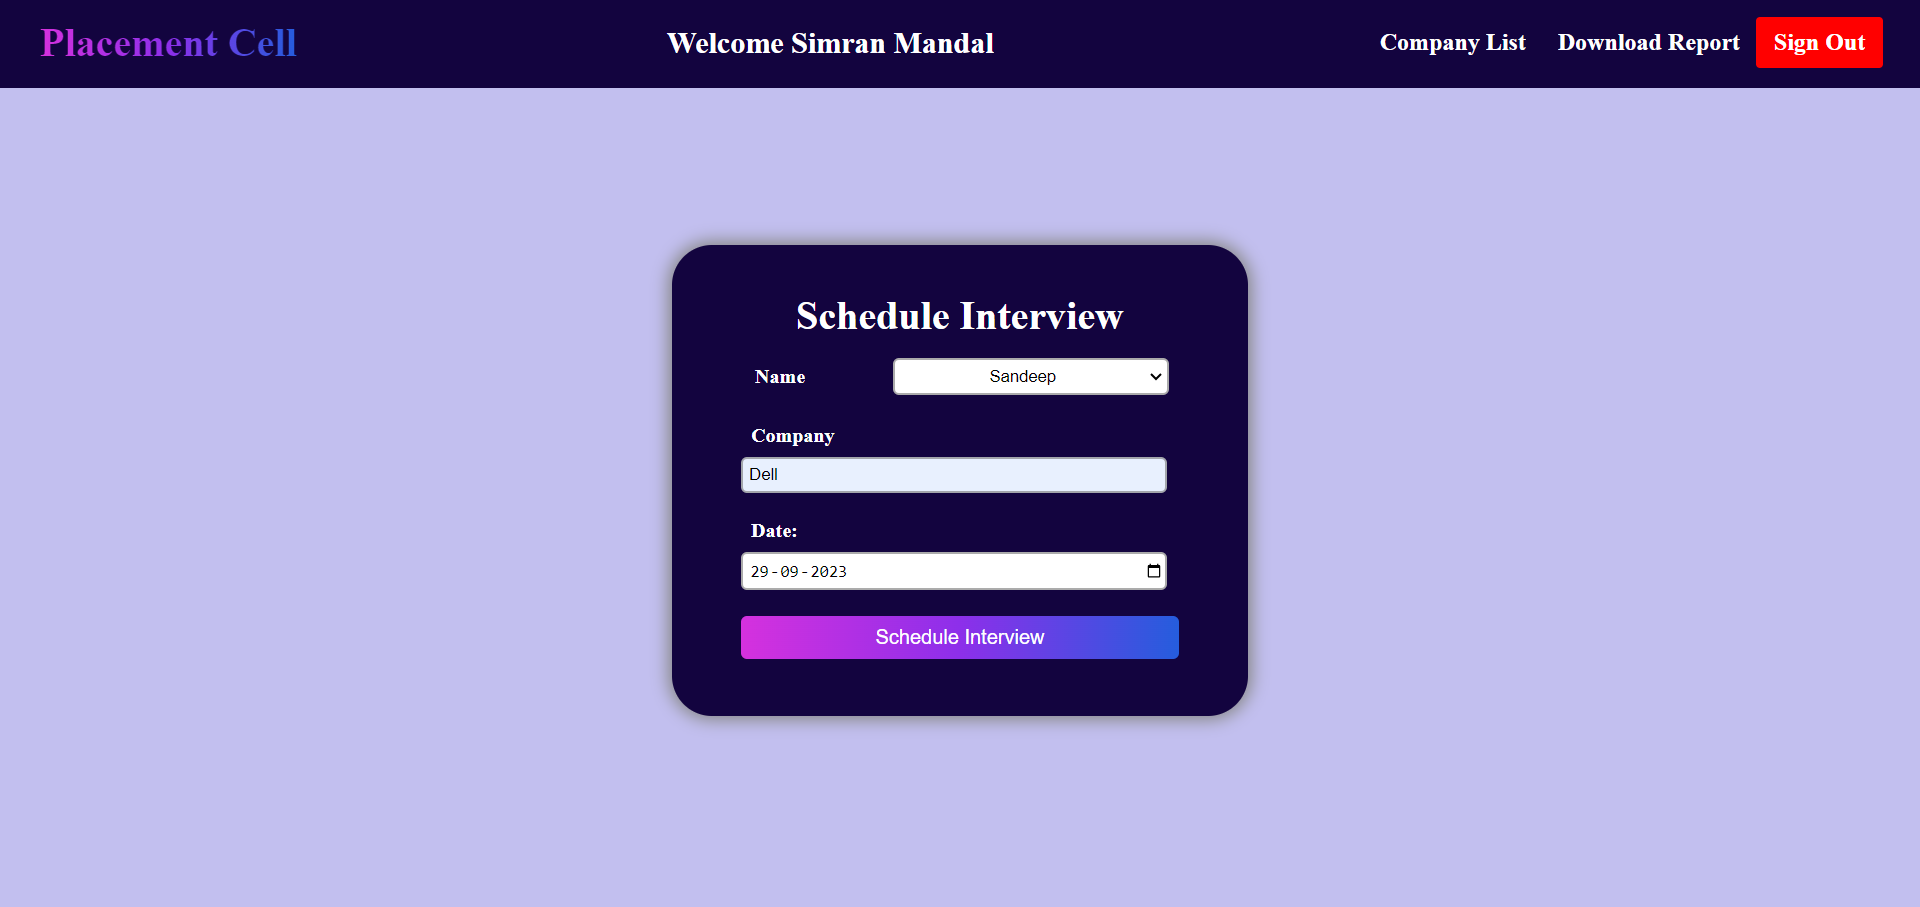 Placement Cell
Welcome Simran Mandal
Company List
Download Report
Sign Out
Schedule Interview
Name
Sandeep
Company
Dell
Date:
29-09-2023
Schedule Interview